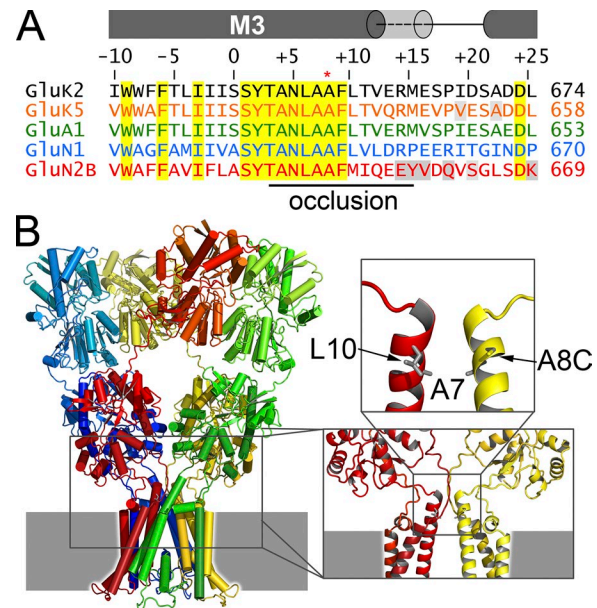 A
M3
-10 -5 0 +5 +10 +15 +20 +25
*
GluK2 IWWFFTLIIISSYTANLAAFLTVERMESPIDSADDL 674
GluK5 VWWAFTLIIISSYTANLAAFLTVQRMEVPVESADDL 658
GluA1 VWWFFTLIIISSYTANLAAFLTVERMVSPIESAEDL 653
GluN1 VWAGFAMIIVASYTANLAAFLVLDRPEERITGINDP 670
GluN2B VWAFFAVIFLASYTANLAAFMIQEEYVDQVSGLSDK 669
occlusion
B
L10
A7
A8C